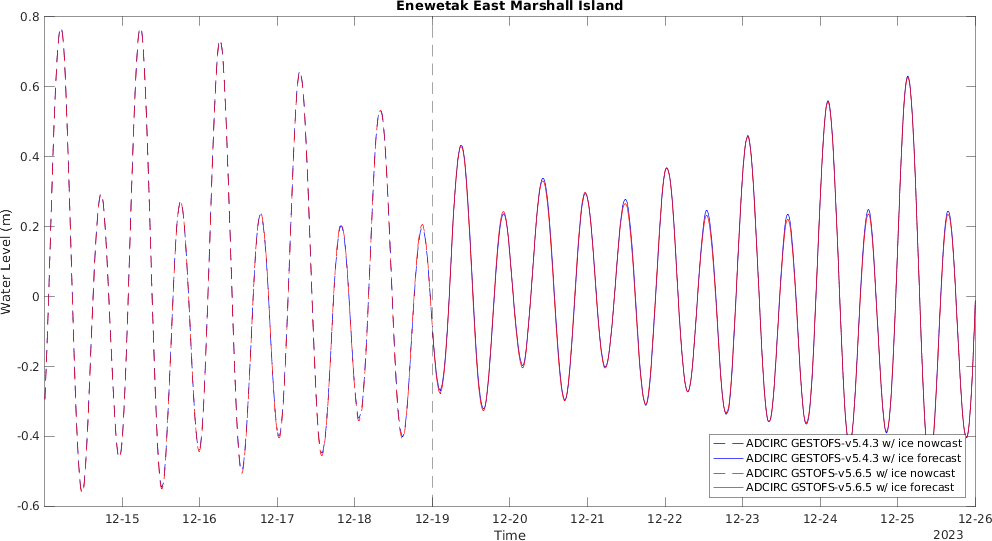 Enewetak East Marshall Island
0.8
0.6
0.4
0.2
0
-0.2
-0.4
-0.6
Water Level (m)
ADCIRC GESTOFS-v5.4.3 w/ ice nowcast
ADCIRC GESTOFS-v5.4.3 w/ ice forecast
ADCIRC GSTOFS-v5.6.5 w/ ice nowcast
ADCIRC GSTOFS-v5.6.5 w/ ice forecast
12-15 12-16 12-17 12-18 12-19 12-20 12-21 12-22 12-23 12-24 12-25 12-26
Time
2023